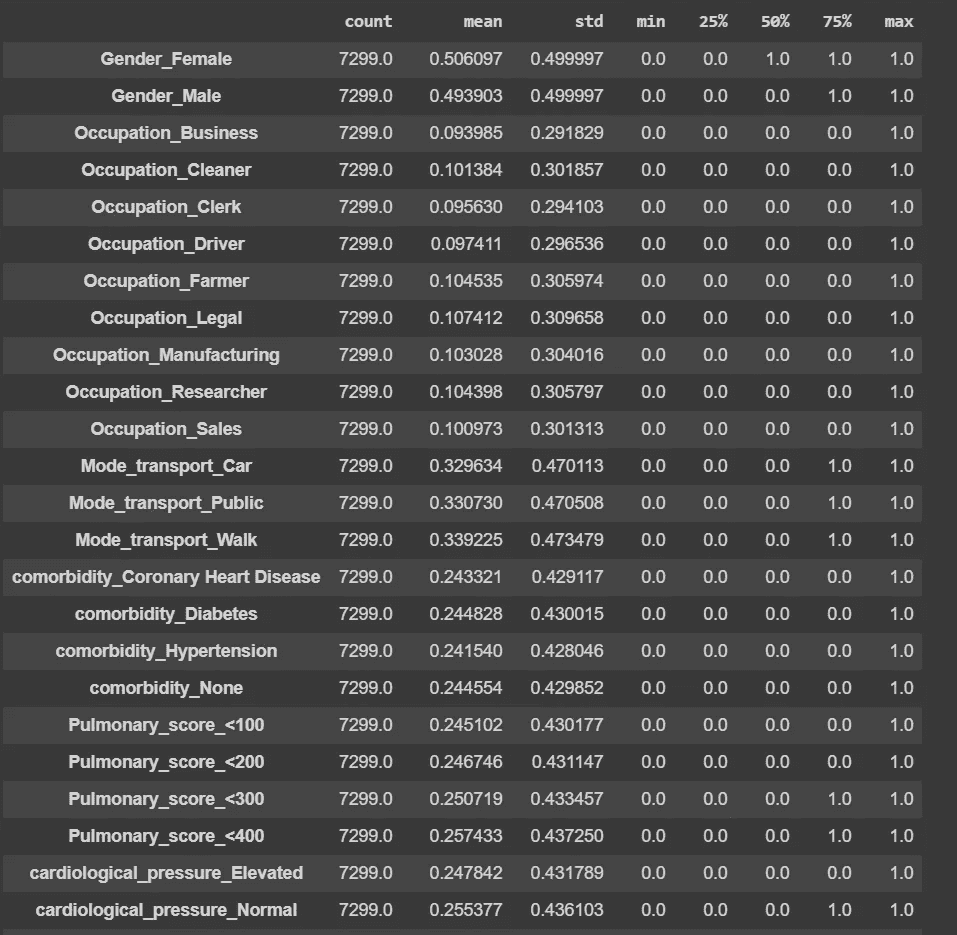 count mean std min 25% 50% 75% max
Gender_Female 7299.0 0.506097 0.499997 0.0 0.0 1.0 1.0 1.0
Gender_Male 7299.0 0.493903 0.499997 0.0 0.0 0.0 1.0 1.0
Occupation_Business 7299.0 0.093985 0.291829 0.0 0.0 0.0 0.0 1.0
Occupation_Cleaner 7299.0 0.101384 0.301857 0.0 0.0 0.0 0.0 1.0
Occupation_Clerk 7299.0 0.095630 0.294103 0.0 0.0 0.0 0.0 1.0
Occupation_Driver 7299.0 0.097411 0.296536 0.0 0.0 0.0 0.0 1.0
Occupation_Farmer 7299.0 0.104535 0.305974 0.0 0.0 0.0 0.0 1.0
Occupation_Legal 7299.0 0.107412 0.309658 0.0 0.0 0.0 0.0 1.0
Occupation_Manufacturing 7299.0 0.103028 0.304016 0.0 0.0 0.0 0.0 1.0
Occupation_Researcher 7299.0 0.104398 0.305797 0.0 0.0 0.0 0.0 1.0
Occupation_Sales 7299.0 0.100973 0.301313 0.0 0.0 0.0 0.0 1.0
Mode_transport_Car 7299.0 0.329634 0.470113 0.0 0.0 0.0 1.0 1.0
Mode_transport_Public 7299.0 0.330730 0.470508 0.0 0.0 0.0 1.0 1.0
Mode_transport_Walk 7299.0 0.339225 0.473479 0.0 0.0 0.0 1.0 1.0
comorbidity_Coronary Heart Disease 7299.0 0.243321 0.429117 0.0 0.0 0.0 0.0 1.0
comorbidity_Diabetes 7299.0 0.244828 0.430015 0.0 0.0 0.0 0.0 1.0
comorbidity_Hypertension 7299.0 0.241540 0.428046 0.0 0.0 0.0 0.0 1.0
comorbidity_None 7299.0 0.244554 0.429852 0.0 0.0 0.0 0.0 1.0
Pulmonary_score_<100 7299.0 0.245102 0.430177 0.0 0.0 0.0 0.0 1.0
Pulmonary_score_<200 7299.0 0.246746 0.431147 0.0 0.0 0.0 0.0 1.0
Pulmonary_score_<300 7299.0 0.250719 0.433457 0.0 0.0 0.0 1.0 1.0
Pulmonary_score_<400 7299.0 0.257433 0.437250 0.0 0.0 0.0 1.0 1.0
cardiological_pressure_Elevated 7299.0 0.247842 0.431789 0.0 0.0 0.0 0.0 1.0
cardiological_pressure_Normal 7299.0 0.255377 0.436103 0.0 0.0 0.0 1.0 1.0